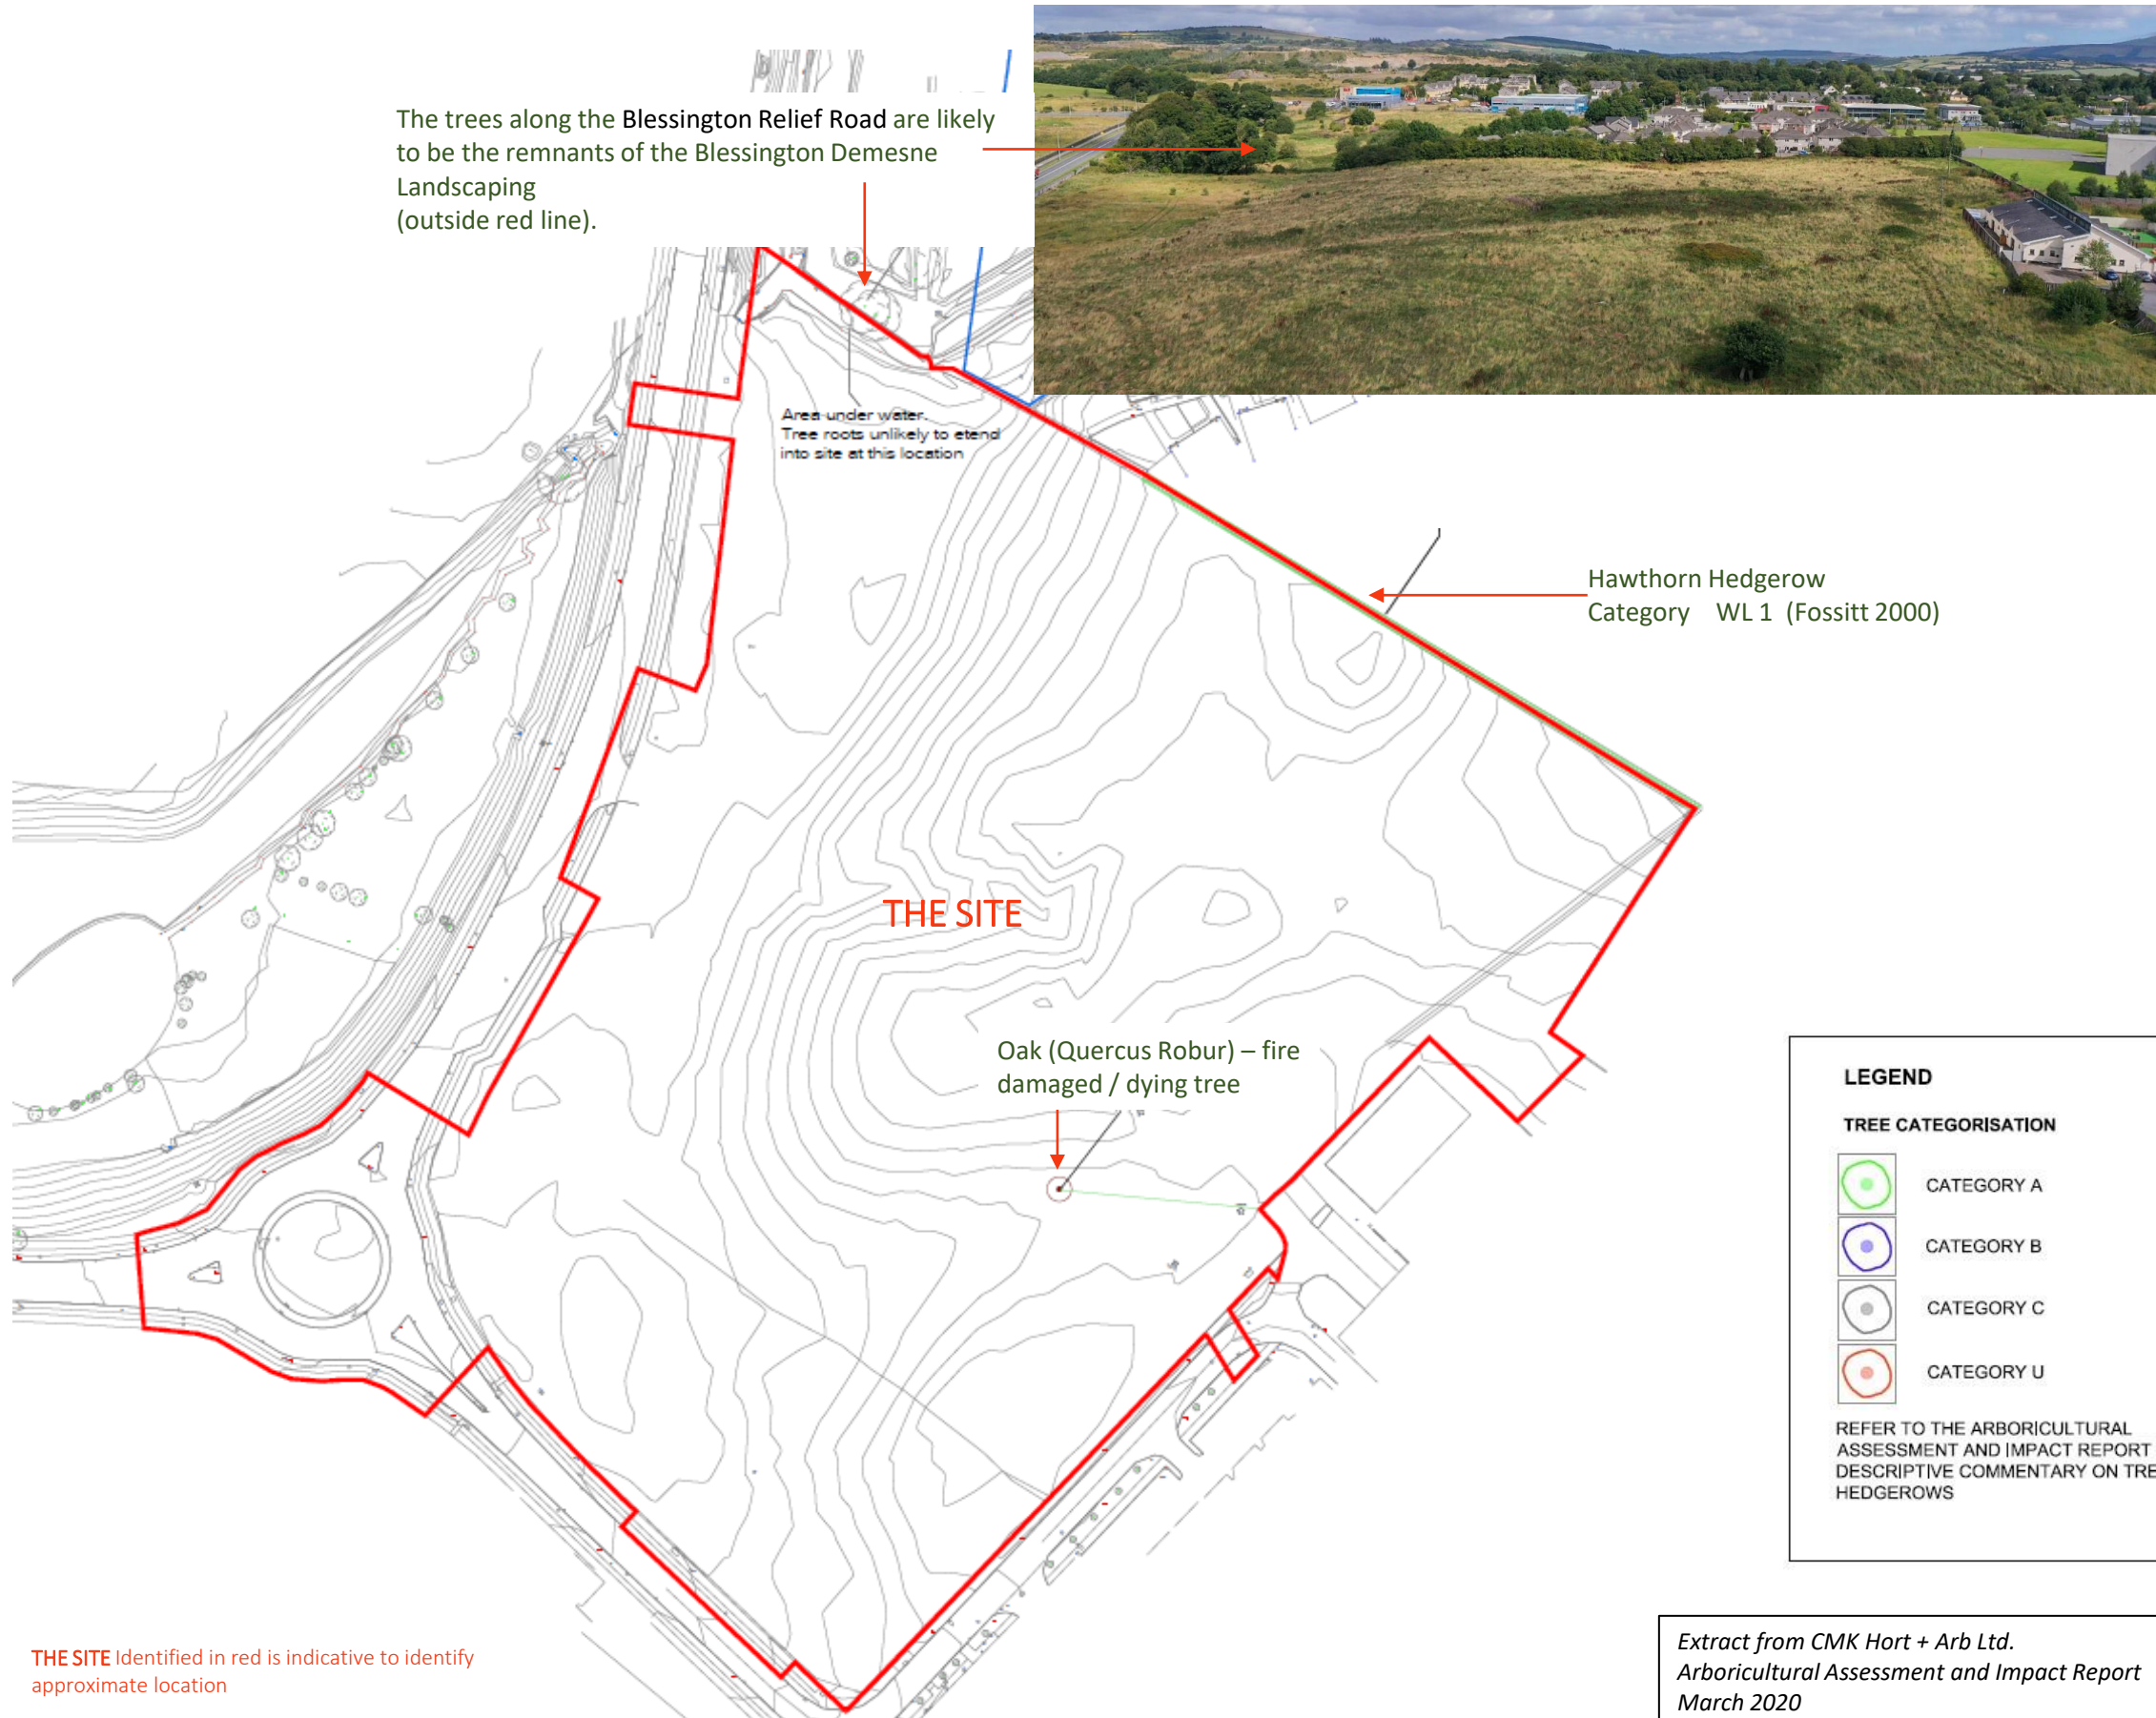 The trees along the Blessington Relief Road are likely
to be the remnants of the Blessington Demesne
Landscaping
(outside red line).
Area under water.
Tree roots unlikely to etend
into site at this location
Hawthorn Hedgerow
Category WL 1 (Fossitt 2000)
THE SITE
Oak (Quercus Robur) – fire
damaged / dying tree
LEGEND
TREE CATEGORISATION
CATEGORY A
CATEGORY B
CATEGORY C
CATEGORY U
REFER TO THE ARBORICULTURAL
ASSESSMENT AND IMPACT REPORT
DESCRIPTIVE COMMENTARY ON TRE
HEDGEROWS
THE SITE Identified in red is indicative to identify
approximate location
Extract from CMK Hort + Arb Ltd.
Arboricultural Assessment and Impact Report
March 2020